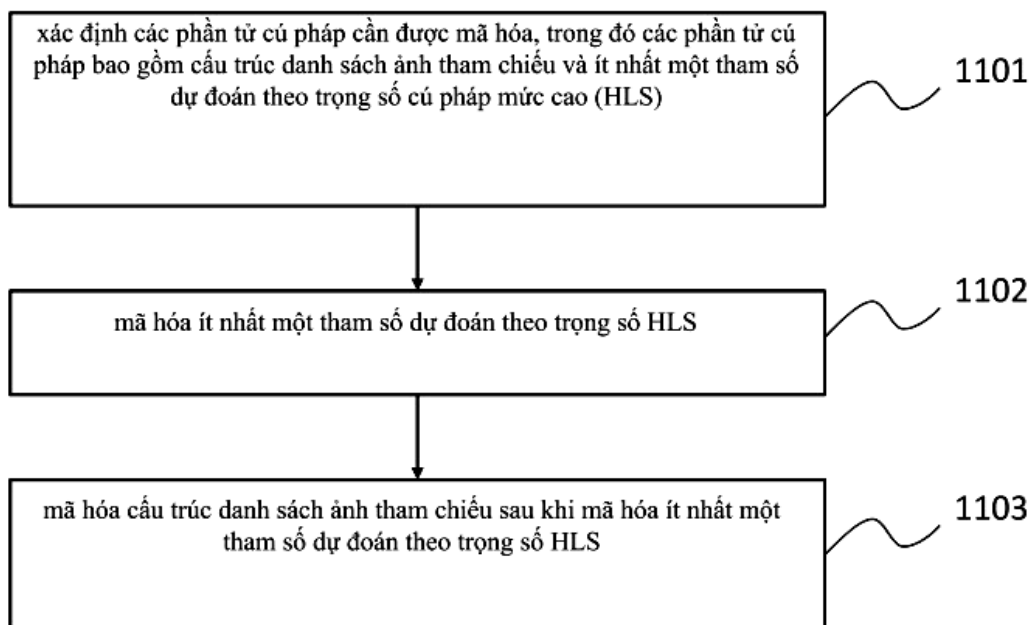 xác định các phần tử cú pháp cần được mã hóa, trong đó các phần tử cú
pháp bao gồm cấu trúc danh sách ảnh tham chiếu và ít nhất một tham số
dự đoán theo trọng số cú pháp mức cao (HLS)
1101
mã hóa ít nhất một tham số dự đoán theo trọng số HLS
1102
mã hóa cấu trúc danh sách ảnh tham chiếu sau khi mã hóa ít nhất một
tham số dự đoán theo trọng số HLS
1103